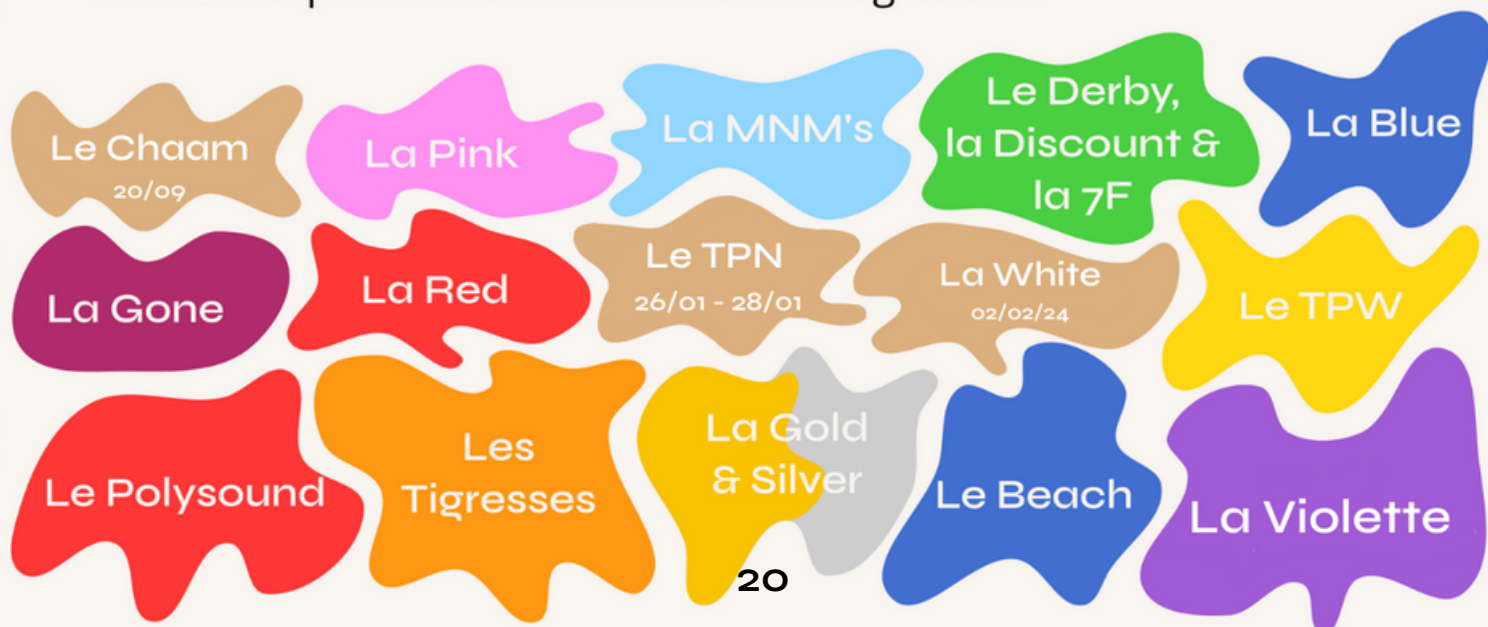 Le Chaam
20/09
La Pink
La MNM's
Le Derby,
la Discount &
la 7F
La Blue
La Gone
La Red
Le TPN
26/01 - 28/01
La White
02/02/24
Le TPW
Le Polysound
Les
Tigresses
La Gold
& Silver
Le Beach
La Violette
20